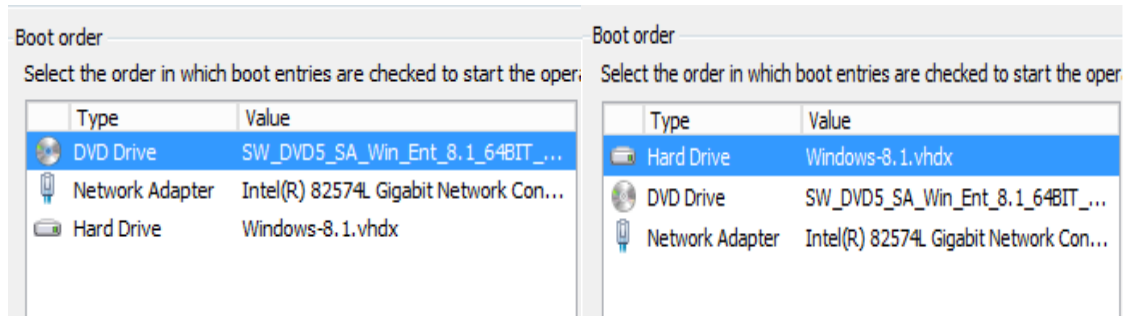 Boot order
Select the order in which boot entries are checked to start the oper
Type Value
DVD Drive SW_DVD5_SA_Win_Ent_8.1_64BIT_...
Network Adapter Intel(R) 82574L Gigabit Network Con...
Hard Drive Windows-8.1.vhdx
Boot order
Select the order in which boot entries are checked to start the oper
Type Value
Hard Drive Windows-8.1.vhdx
DVD Drive SW_DVD5_SA_Win_Ent_8.1_64BIT_...
Network Adapter Intel(R) 82574L Gigabit Network Con...